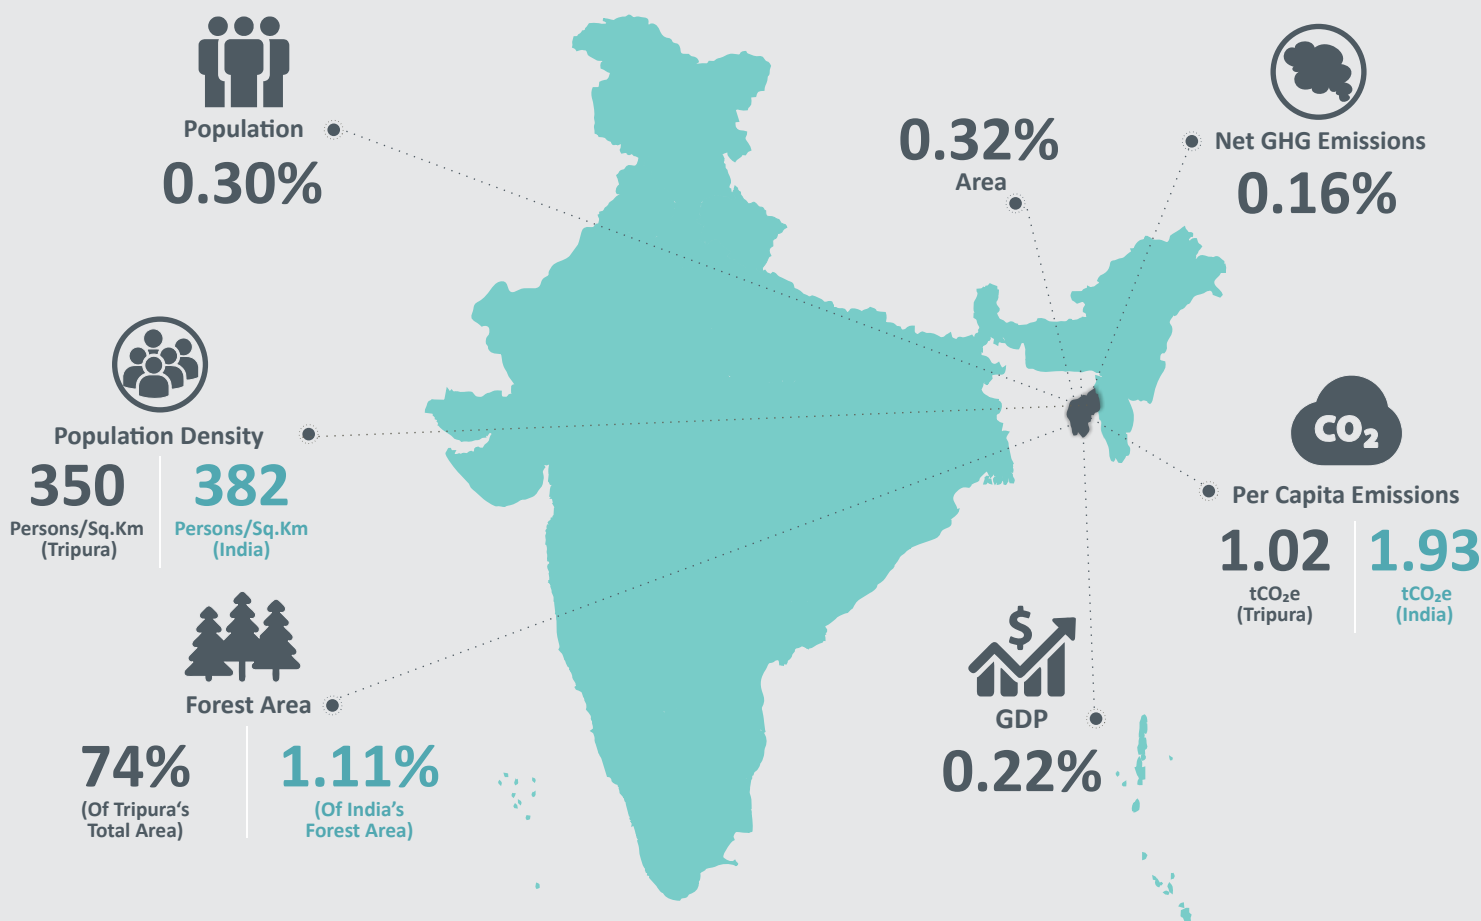 Population
0.30%
0.32%
Area
Net GHG Emissions
0.16%
Population Density
350
Persons/Sq.Km
(Tripura)
382
Persons/Sq.Km
(India)
CO₂
Per Capita Emissions
1.02
tCO₂e
(Tripura)
1.93
tCO₂e
(India)
Forest Area
74%
(Of Tripura‘s
Total Area)
1.11%
(Of India’s
Forest Area)
$
GDP
0.22%